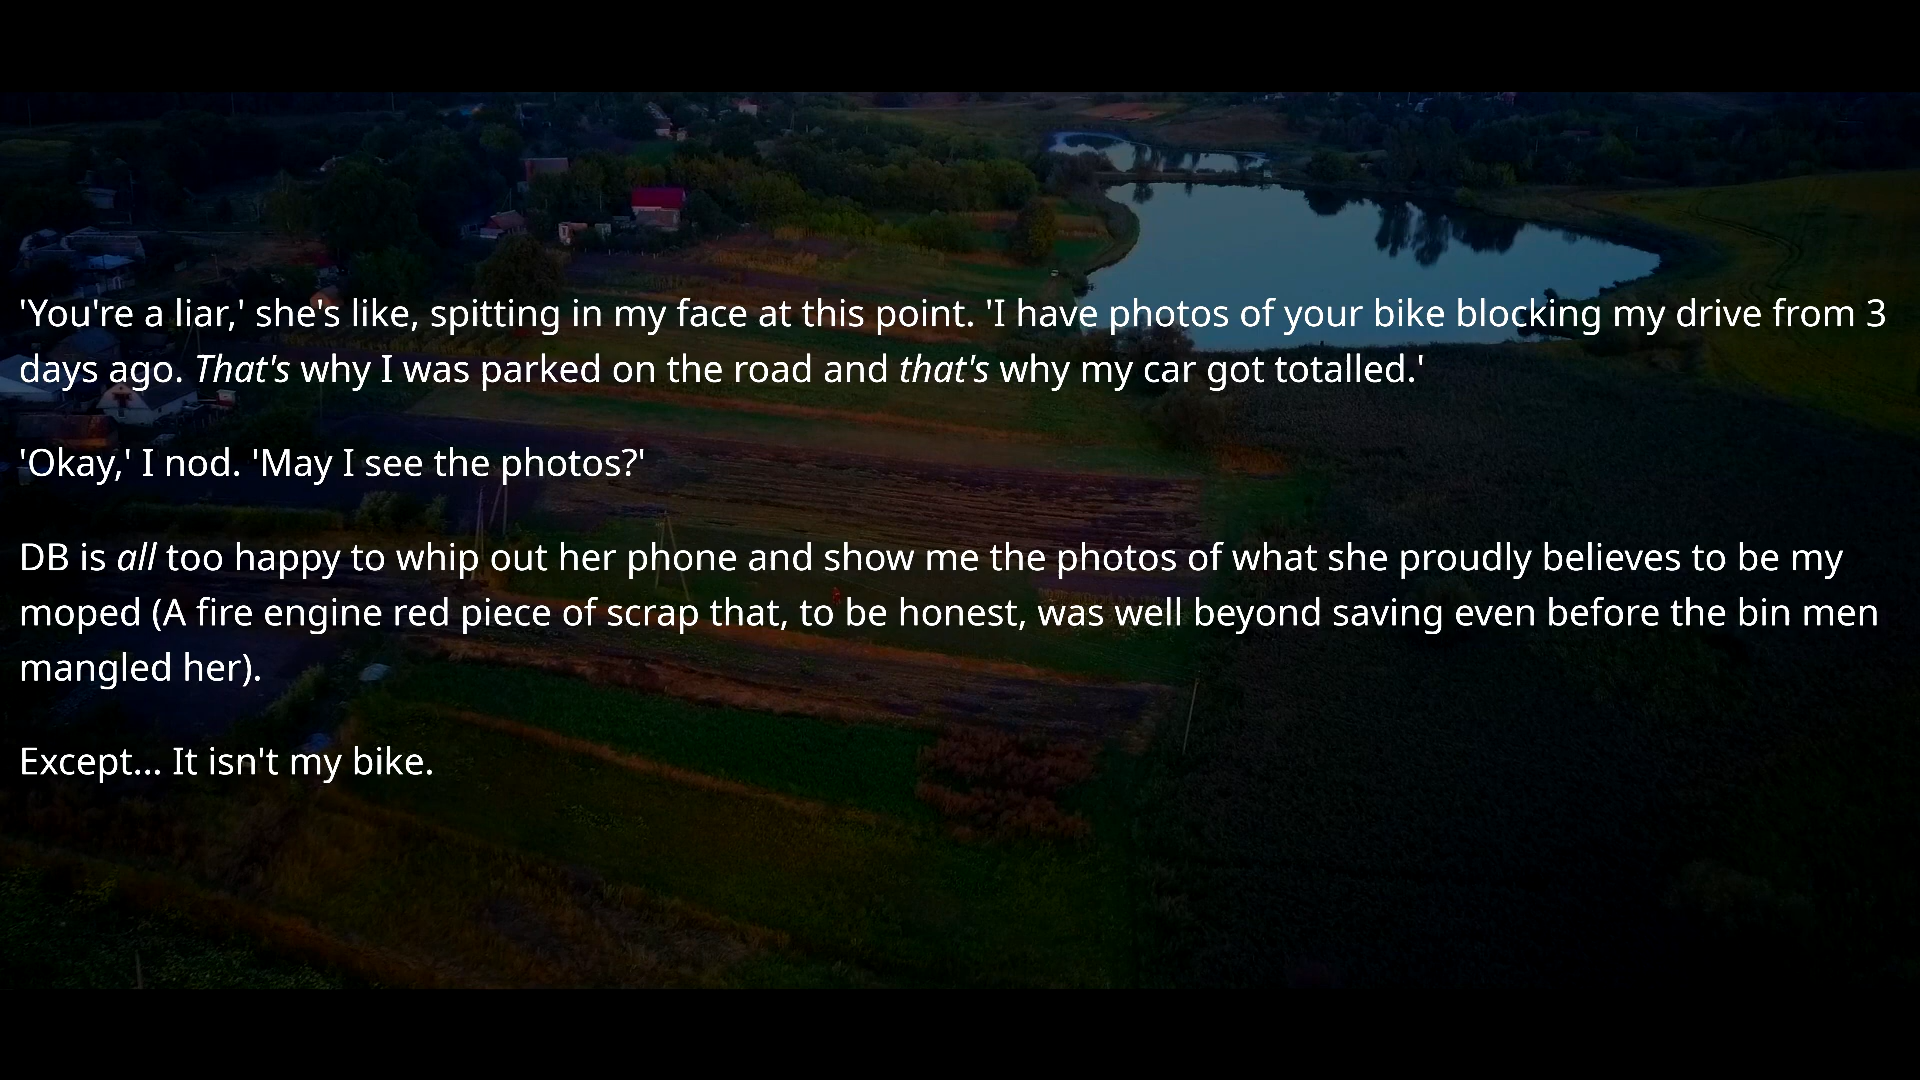 'You're a liar,' she's like, spitting in my face at this point. 'I have photos of your bike blocking my drive from 3
days ago. That's why I was parked on the road and that's why my car got totalled.'
'Okay,' I nod. 'May I see the photos?'
DB is all too happy to whip out her phone and show me the photos of what she proudly believes to be my
moped (A fire engine red piece of scrap that, to be honest, was well beyond saving even before the bin men
mangled her).
Except... It isn't my bike.